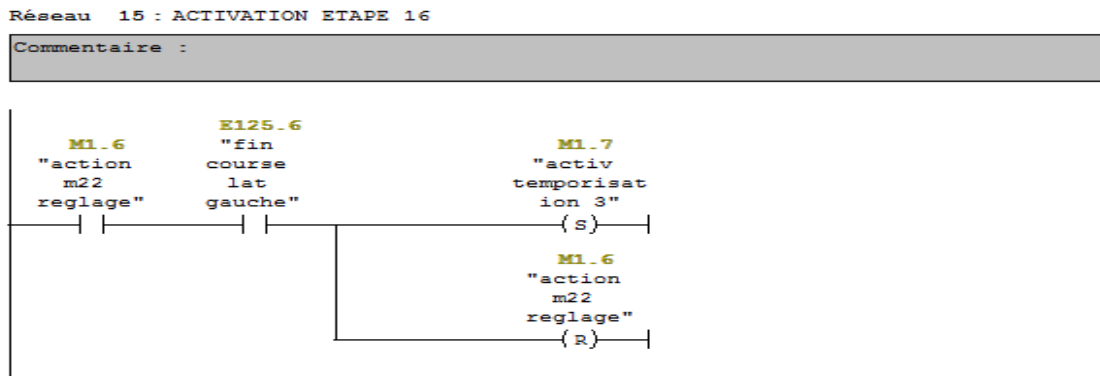 Réseau 15 : ACTIVATION ETAPE 16
Commentaire :
M1.6
"action
m22
reglage"
E125.6
"fin
course
lat
gauche"
M1.7
"activ
temporisat
ion 3"
S
M1.6
"action
m22
reglage"
R